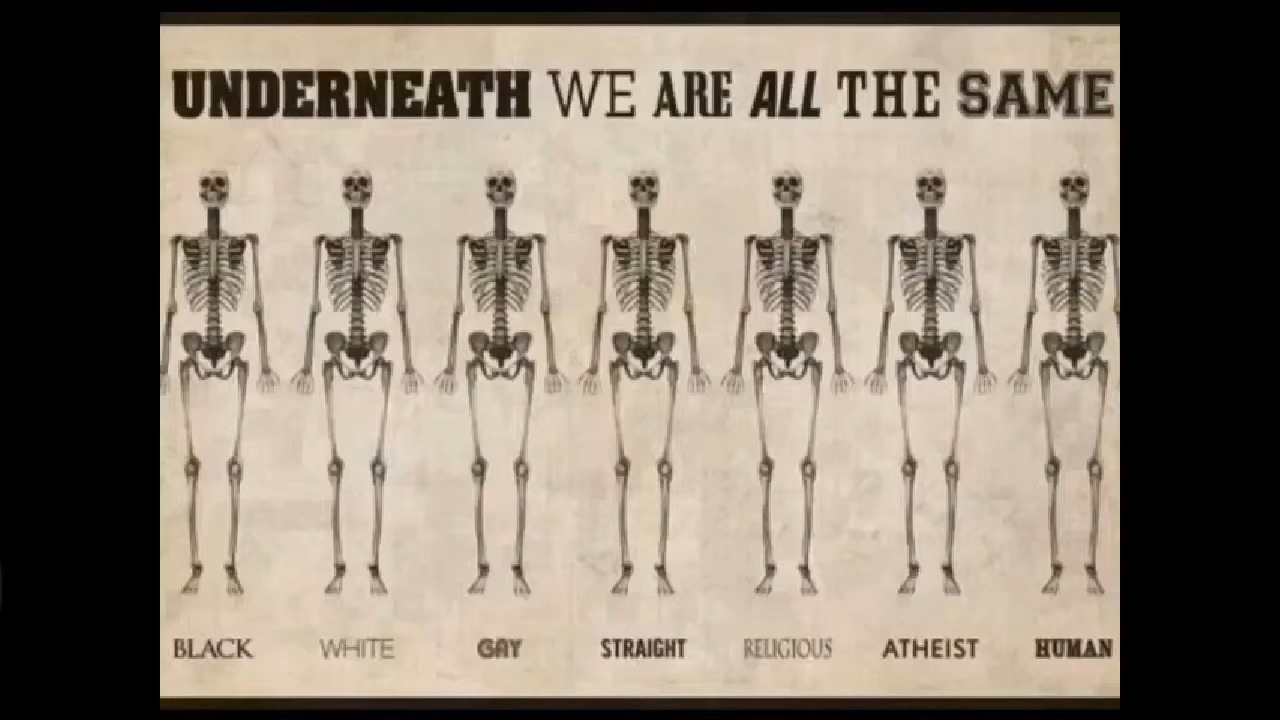 UNDERNEATH WE ARE ALL THE SAME
BLACK WHITE GAY STRAIGHT RELIGIOUS ATHEIST HUMAN